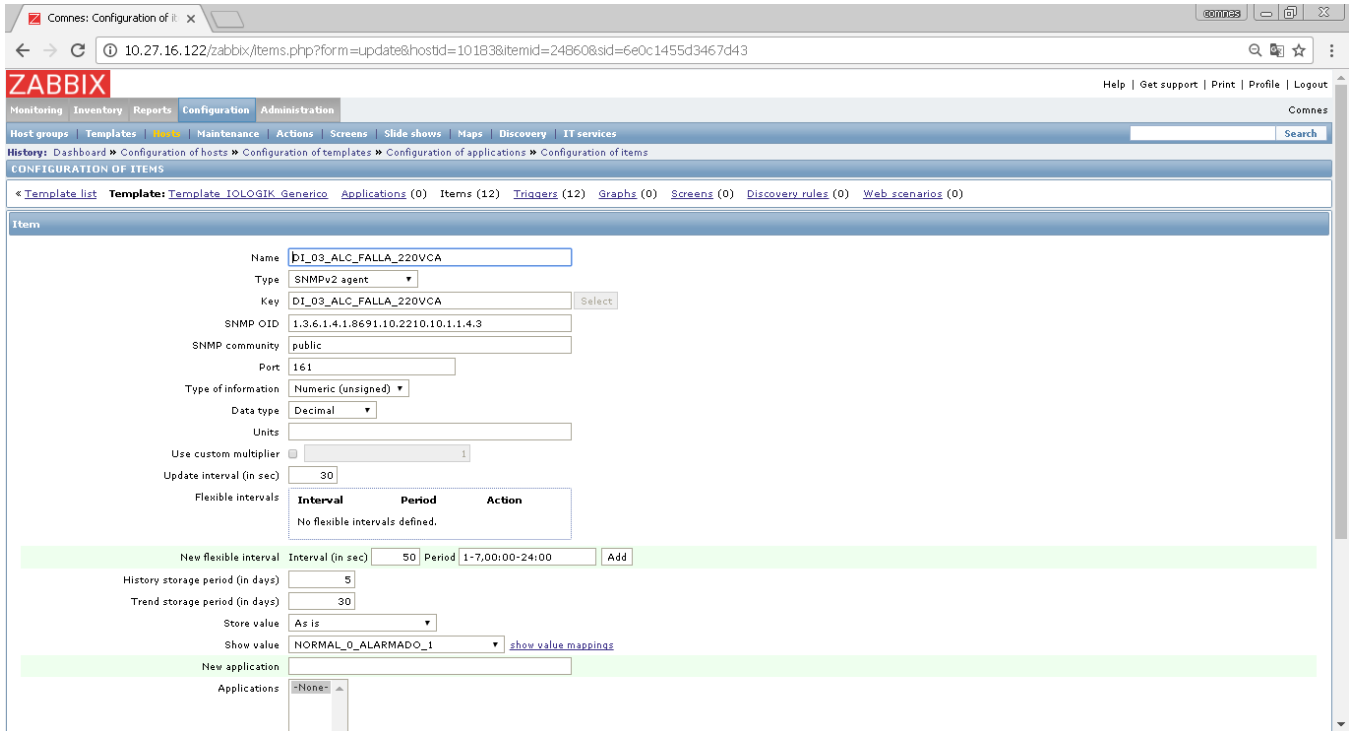 Comnes: Configuration of it
comnes
10.27.16.122/zabbix/items.php?form=update&hostid=10183&itemid=24860&sid=6e0c1455d3467d43
ZABBIX
Help | Get support | Print | Profile | Logout
Monitoring Inventory Reports Configuration Administration
Comnes
Host groups | Templates | Hosts | Maintenance | Actions | Screens | Slide shows | Maps | Discovery | IT services
Search
History: Dashboard » Configuration of hosts » Configuration of templates » Configuration of applications » Configuration of items
CONFIGURATION OF ITEMS
« Template list Template: Template_IOLOGIK_Generico Applications (0) Items (12) Triggers (12) Graphs (0) Screens (0) Discovery rules (0) Web scenarios (0)
Item
Name DI_03_ALC_FALLA_220VCA
Type SNMPv2 agent
Key DI_03_ALC_FALLA_220VCA Select
SNMP OID 1.3.6.1.4.1.8691.10.2210.10.1.1.4.3
SNMP community public
Port 161
Type of information Numeric (unsigned)
Data type Decimal
Units
Use custom multiplier 1
Update interval (in sec) 30
Flexible intervals Interval Period Action
No flexible intervals defined.
New flexible interval Interval (in sec) 50 Period 1-7,00:00-24:00 Add
History storage period (in days) 5
Trend storage period (in days) 30
Store value As is
Show value NORMAL_0_ALARMADO_1 show value mappings
New application
Applications -None-